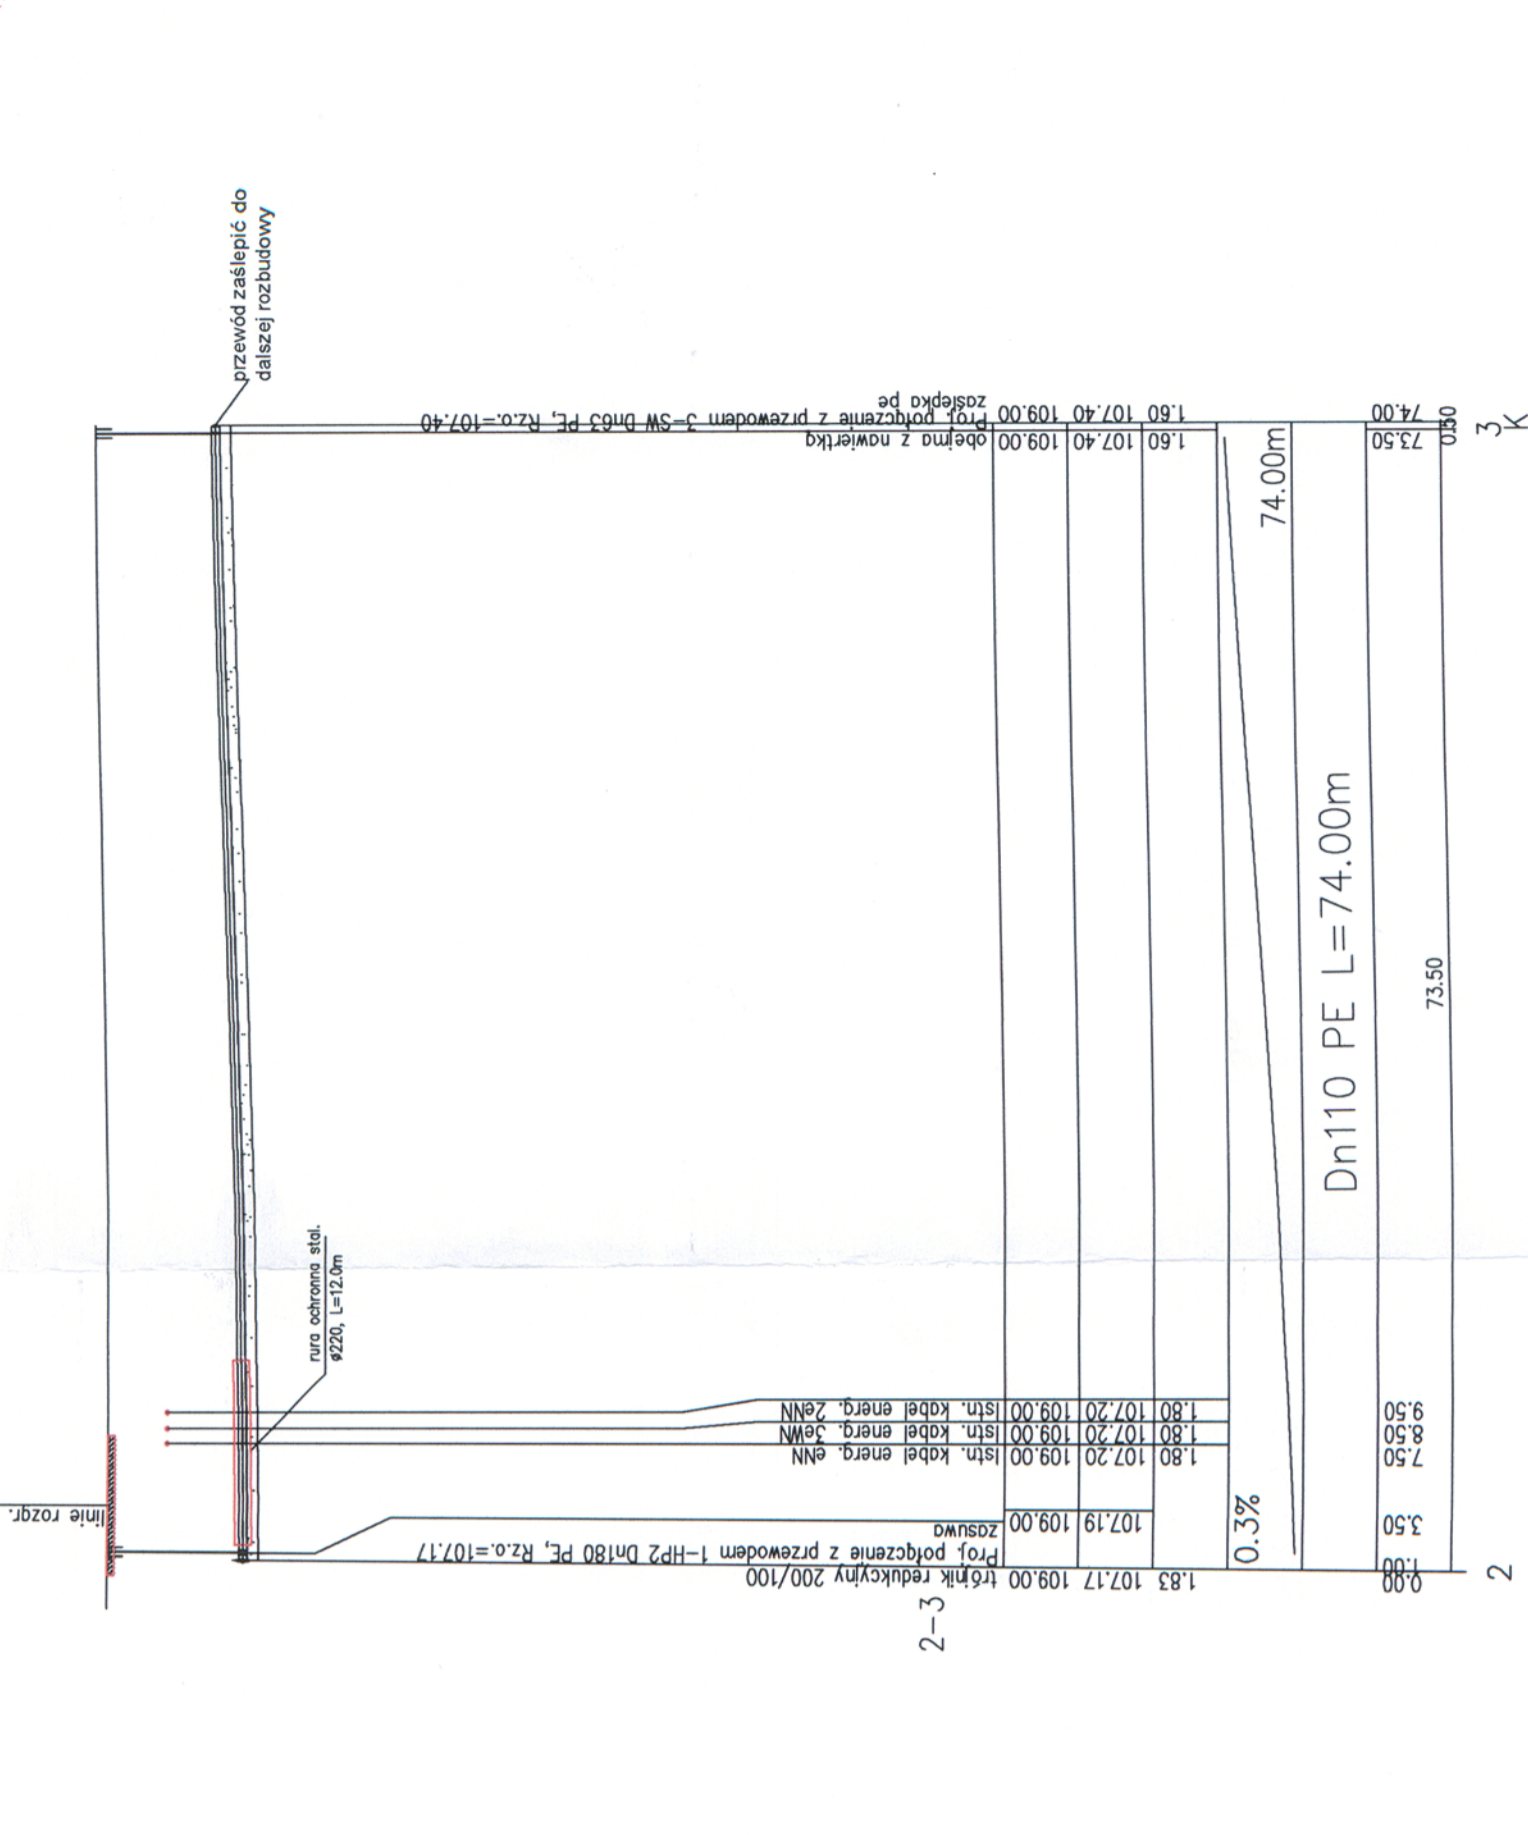 przewód zaślepić do
dalszej rozbudowy
rura ochronna stal.
ø220, L=12.0m
linie rozgr.
2-3
trójnik redukcyjny 200/100 109.00 107.17 1.83 0.00
Proj. połączenie z przewodem 1-HP2 Dn180 PE, Rz.o.=107.17
1.00
zasuwa 109.00 107.19 3.50
Istn. kabel energ. eNN 109.00 107.20 1.80 7.50
Istn. kabel energ. 3eWN 109.00 107.20 1.80 8.50
Istn. kabel energ. 2eNN 109.00 107.20 1.80 9.50
obejma z nawiertką 109.00 107.40 1.60 73.50
Proj. połączenie z przewodem 3-SW Dn63 PE, Rz.o.=107.40
zaślepka pe 109.00 107.40 1.60 74.00
0.3%
74.00m
Dn110 PE L=74.00m
73.50
0.50
2
3
K